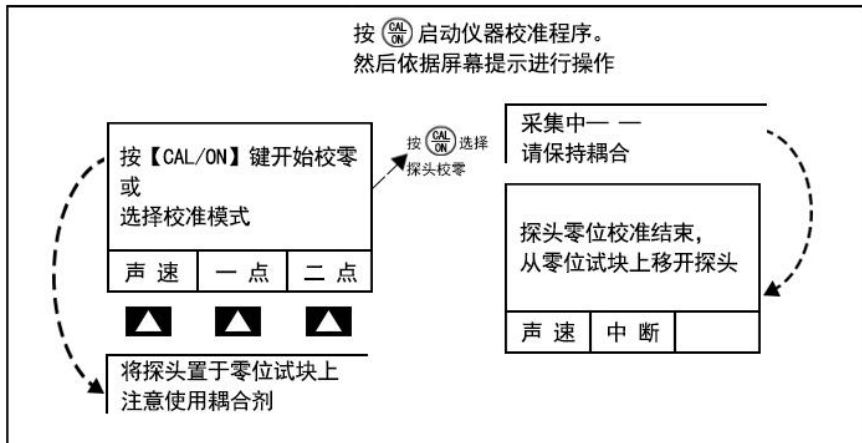 按 CAL/ON 启动仪器校准程序。
然后依据屏幕提示进行操作
按【CAL/ON】键开始校零
或
选择校准模式
声 速 一 点 二 点
将探头置于零位试块上
注意使用耦合剂
按 CAL/ON 选择
探头校零
采集中— —
请保持耦合
探头零位校准结束，
从零位试块上移开探头
声 速 中 断